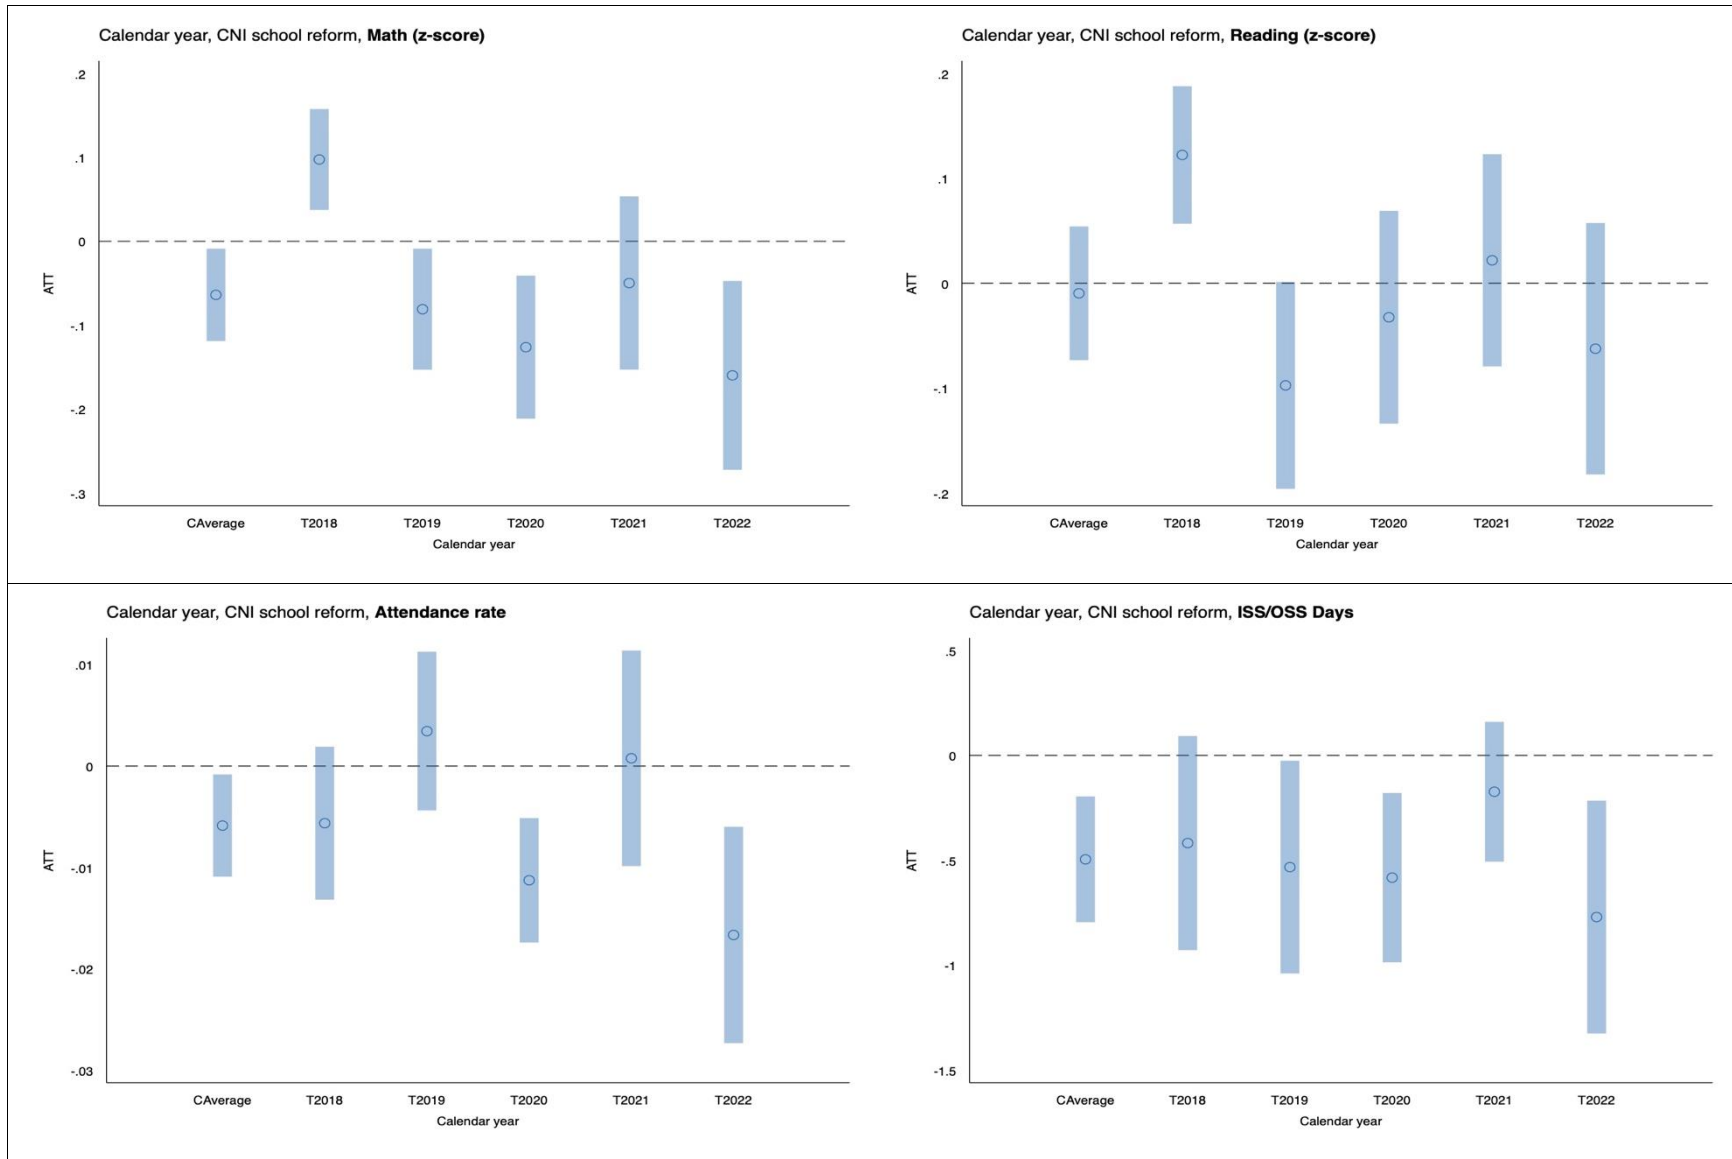 Calendar year, CNI school reform, Math (z-score)
.2
.1
0
-.1
-.2
-.3
ATT
CAverage T2018 T2019 T2020 T2021 T2022
Calendar year
Calendar year, CNI school reform, Reading (z-score)
.2
.1
0
-.1
-.2
ATT
CAverage T2018 T2019 T2020 T2021 T2022
Calendar year
Calendar year, CNI school reform, Attendance rate
.01
0
-.01
-.02
-.03
ATT
CAverage T2018 T2019 T2020 T2021 T2022
Calendar year
Calendar year, CNI school reform, ISS/OSS Days
.5
0
-.5
-1
-1.5
ATT
CAverage T2018 T2019 T2020 T2021 T2022
Calendar year